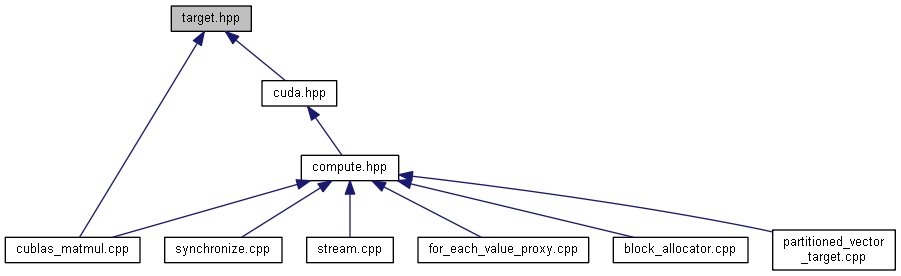 target.hpp
cuda.hpp
compute.hpp
cublas_matmul.cpp
synchronize.cpp
stream.cpp
for_each_value_proxy.cpp
block_allocator.cpp
partitioned_vector
_target.cpp